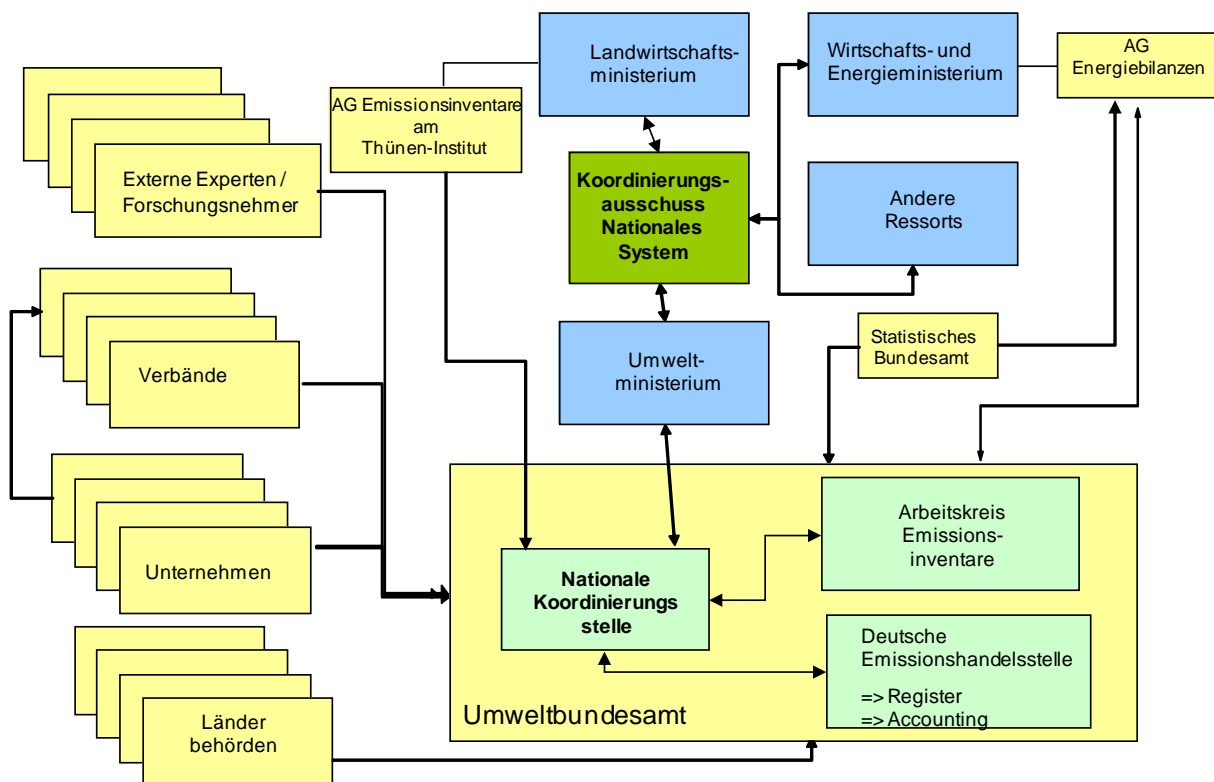 Landwirtschafts-
ministerium
Wirtschafts- und
Energieministerium
AG
Energiebilanzen
AG Emissionsinventare
am
Thünen-Institut
Externe Experten /
Forschungsnehmer
Koordinierungs-
ausschuss
Nationales
System
Andere
Ressorts
Statistisches
Bundesamt
Umwelt-
ministerium
Verbände
Unternehmen
Länder
behörden
Arbeitskreis
Emissions-
inventare
Nationale
Koordinierungs
stelle
Deutsche
Emissionshandelsstelle
=> Register
=> Accounting
Umweltbundesamt